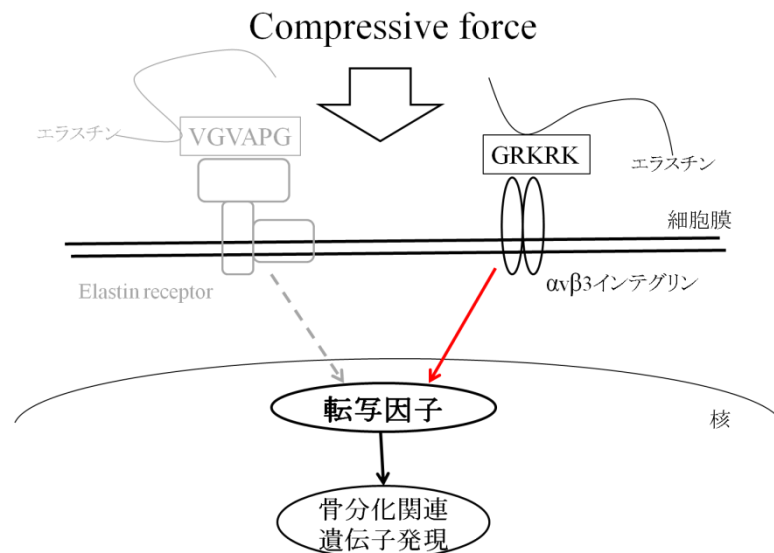 Compressive force
エラスチン
VGVAPG
GRKRK
エラスチン
細胞膜
Elastin receptor
αvβ3インテグリン
転写因子
核
骨分化関連
遺伝子発現